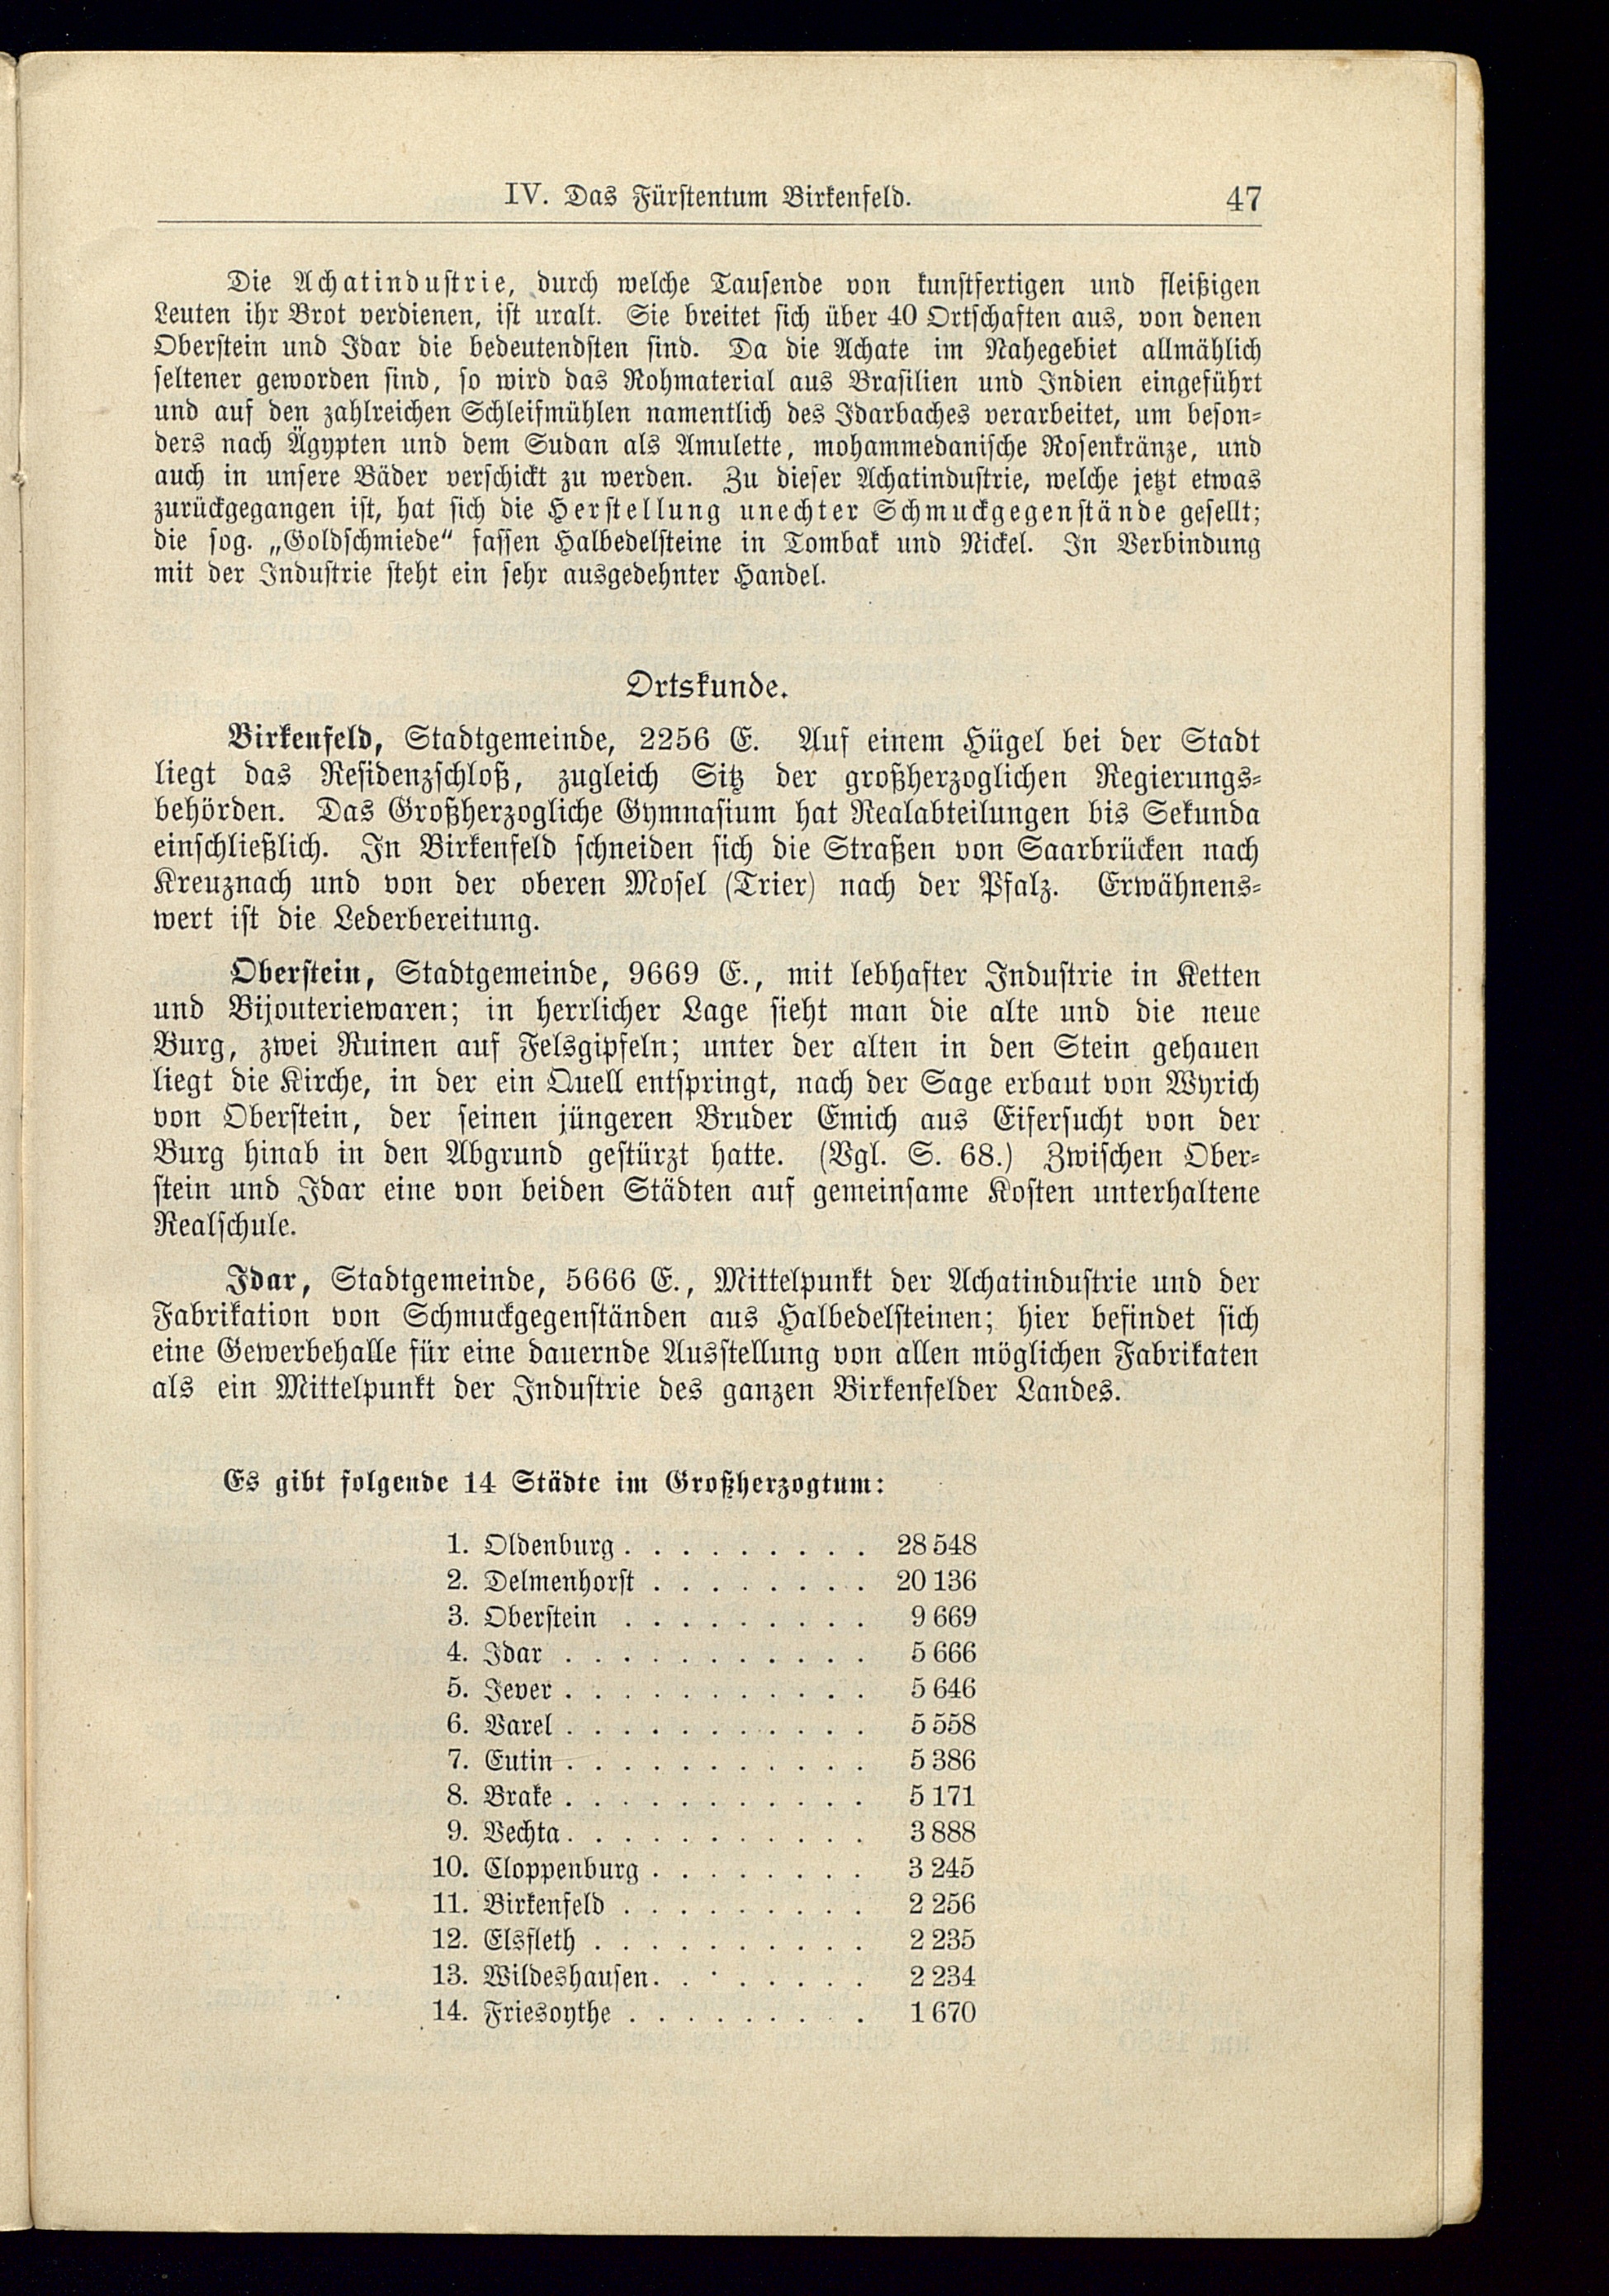 IV. Das Fürstentum Birkenfeld. 47
Die Achatindustrie, durch welche Tausende von kunstfertigen und fleißigen
Leuten ihr Brot verdienen, ist uralt. Sie breitet sich über 40 Ortschaften aus, von denen
Oberstein und Idar die bedeutendsten sind. Da die Achate im Nahegebiet allmählich
seltener geworden sind, so wird das Rohmaterial aus Brasilien und Indien eingeführt
und auf den zahlreichen Schleifmühlen namentlich des Idarbaches verarbeitet, um beson-
ders nach Ägypten und dem Sudan als Amulette, mohammedanische Rosenkränze, und
auch in unsere Bäder verschickt zu werden. Zu dieser Achatindustrie, welche jetzt etwas
zurückgegangen ist, hat sich die Herstellung unechter Schmuckgegenstände gesellt;
die sog. „Goldschmiede“ fassen Halbedelsteine in Tombak und Nickel. In Verbindung
mit der Industrie steht ein sehr ausgedehnter Handel.
Ortskunde.
Birkenfeld, Stadtgemeinde, 2256 E. Auf einem Hügel bei der Stadt
liegt das Residenzschloß, zugleich Sitz der großherzoglichen Regierungs-
behörden. Das Großherzogliche Gymnasium hat Realabteilungen bis Sekunda
einschließlich. In Birkenfeld schneiden sich die Straßen von Saarbrücken nach
Kreuznach und von der oberen Mosel (Trier) nach der Pfalz. Erwähnens-
wert ist die Lederbereitung.
Oberstein, Stadtgemeinde, 9669 E., mit lebhafter Industrie in Ketten
und Bijouteriewaren; in herrlicher Lage sieht man die alte und die neue
Burg, zwei Ruinen auf Felsgipfeln; unter der alten in den Stein gehauen
liegt die Kirche, in der ein Quell entspringt, nach der Sage erbaut von Wyrich
von Oberstein, der seinen jüngeren Bruder Emich aus Eifersucht von der
Burg hinab in den Abgrund gestürzt hatte. (Vgl. S. 68.) Zwischen Ober-
stein und Idar eine von beiden Städten auf gemeinsame Kosten unterhaltene
Realschule.
Idar, Stadtgemeinde, 5666 E., Mittelpunkt der Achatindustrie und der
Fabrikation von Schmuckgegenständen aus Halbedelsteinen; hier befindet sich
eine Gewerbehalle für eine dauernde Ausstellung von allen möglichen Fabrikaten
als ein Mittelpunkt der Industrie des ganzen Birkenfelder Landes.
Es gibt folgende 14 Städte im Großherzogtum:
1. Oldenburg . . . . . . . . . 28 548
2. Delmenhorst . . . . . . . . 20 136
3. Oberstein . . . . . . . . . 9 669
4. Idar . . . . . . . . . . . 5 666
5. Jever . . . . . . . . . . . 5 646
6. Varel . . . . . . . . . . . 5 558
7. Eutin . . . . . . . . . . . 5 386
8. Brake . . . . . . . . . . . 5 171
9. Vechta . . . . . . . . . . . 3 888
10. Cloppenburg . . . . . . . . 3 245
11. Birkenfeld . . . . . . . . . 2 256
12. Elsfleth . . . . . . . . . . 2 235
13. Wildeshausen . . . . . . . . 2 234
14. Friesoythe . . . . . . . . . 1 670